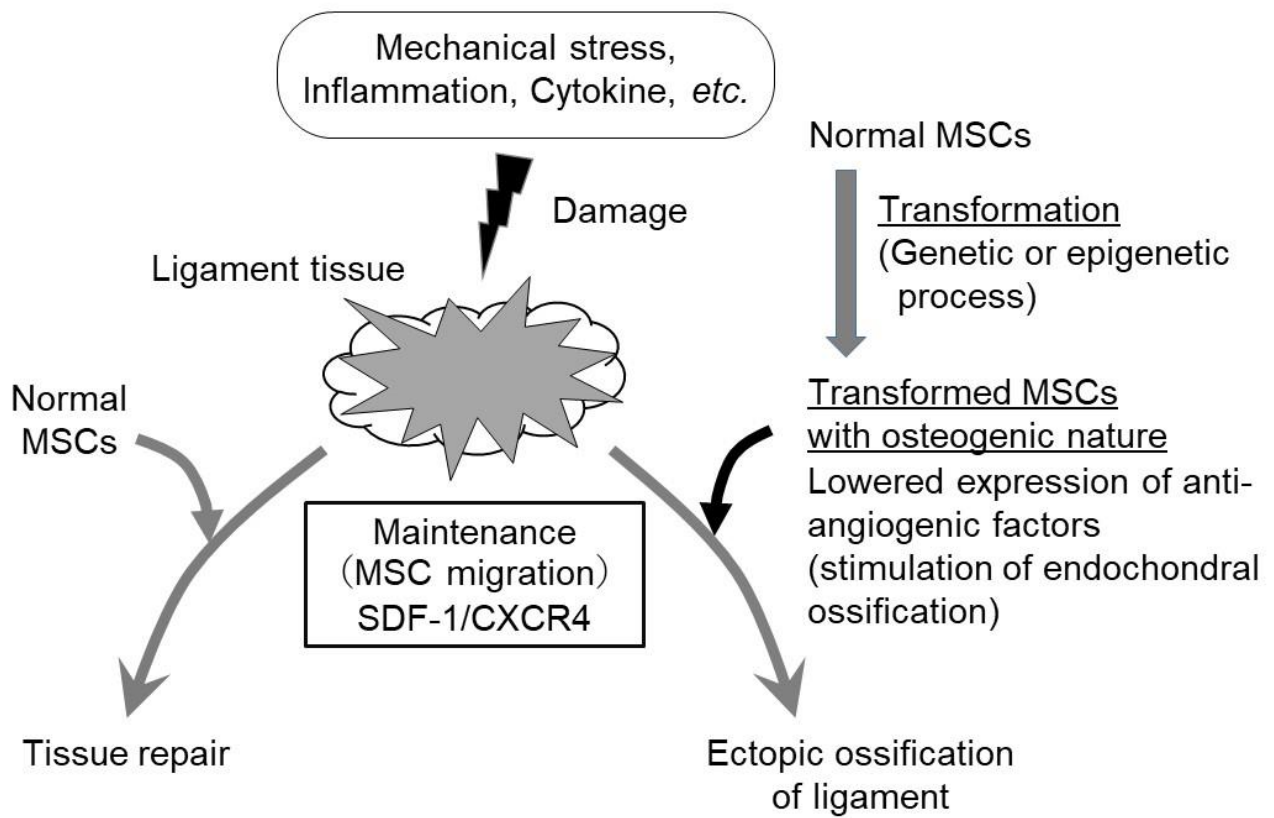 Mechanical stress,
Inflammation, Cytokine, etc.
Damage
Ligament tissue
Normal MSCs
Transformation
(Genetic or epigenetic
process)
Normal
MSCs
Transformed MSCs
with osteogenic nature
Lowered expression of anti-
angiogenic factors
(stimulation of endochondral
ossification)
Maintenance
（MSC migration）
SDF-1/CXCR4
Tissue repair
Ectopic ossification
of ligament